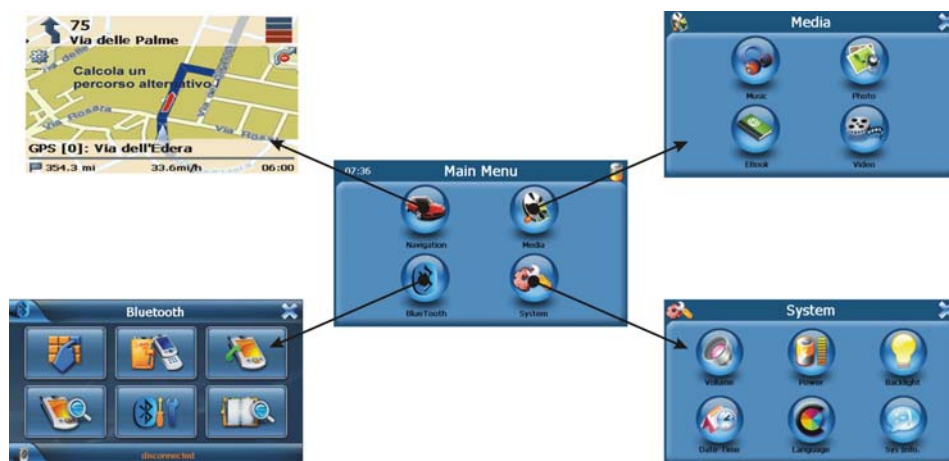 75
Via delle Palme
Calcola un
percorso alternativo
Via Rosara
Via Rosara
GPS [0]: Via dell'Edera
354.3 mi 33.6mi/h 06:00
Media
Music Photo
EBook Video
07:36 Main Menu
Navigation Media
BlueTooth System
Bluetooth
disconnected
System
Volume Power Backlight
Date Time Language Sys Info.